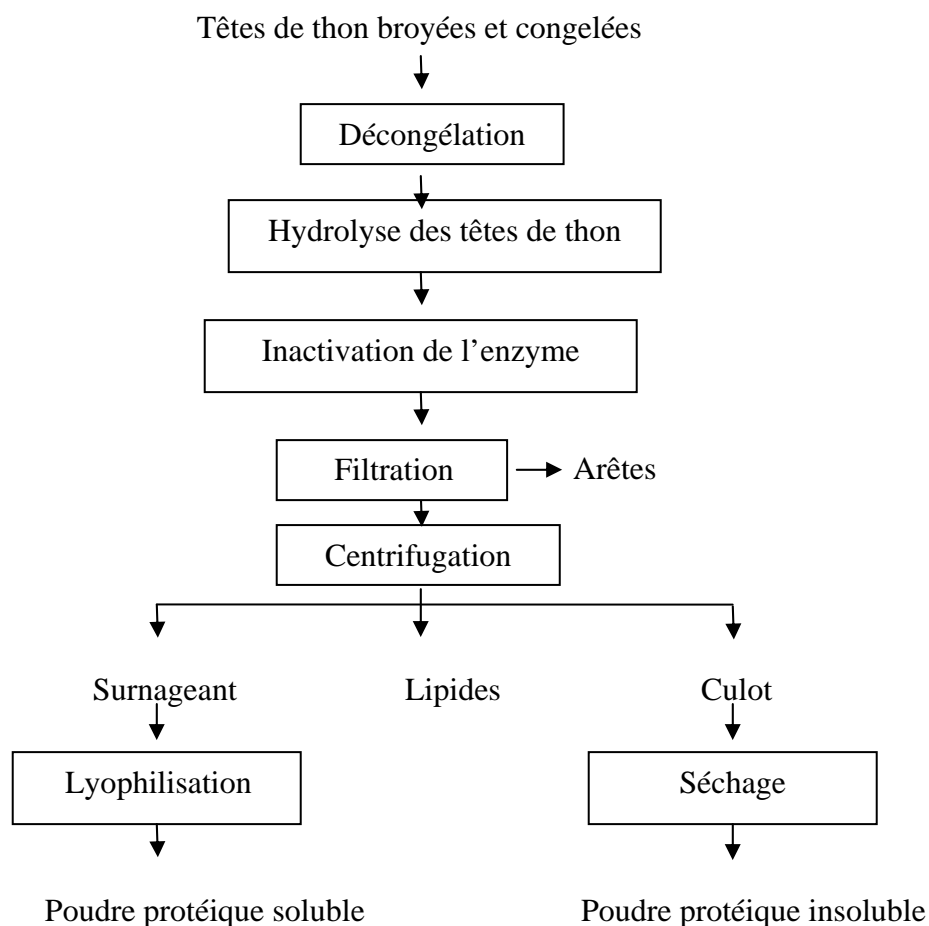 Têtes de thon broyées et congelées
Décongélation
Hydrolyse des têtes de thon
Inactivation de l’enzyme
Filtration
Arêtes
Centrifugation
Surnageant
Lipides
Culot
Lyophilisation
Séchage
Poudre protéique soluble
Poudre protéique insoluble